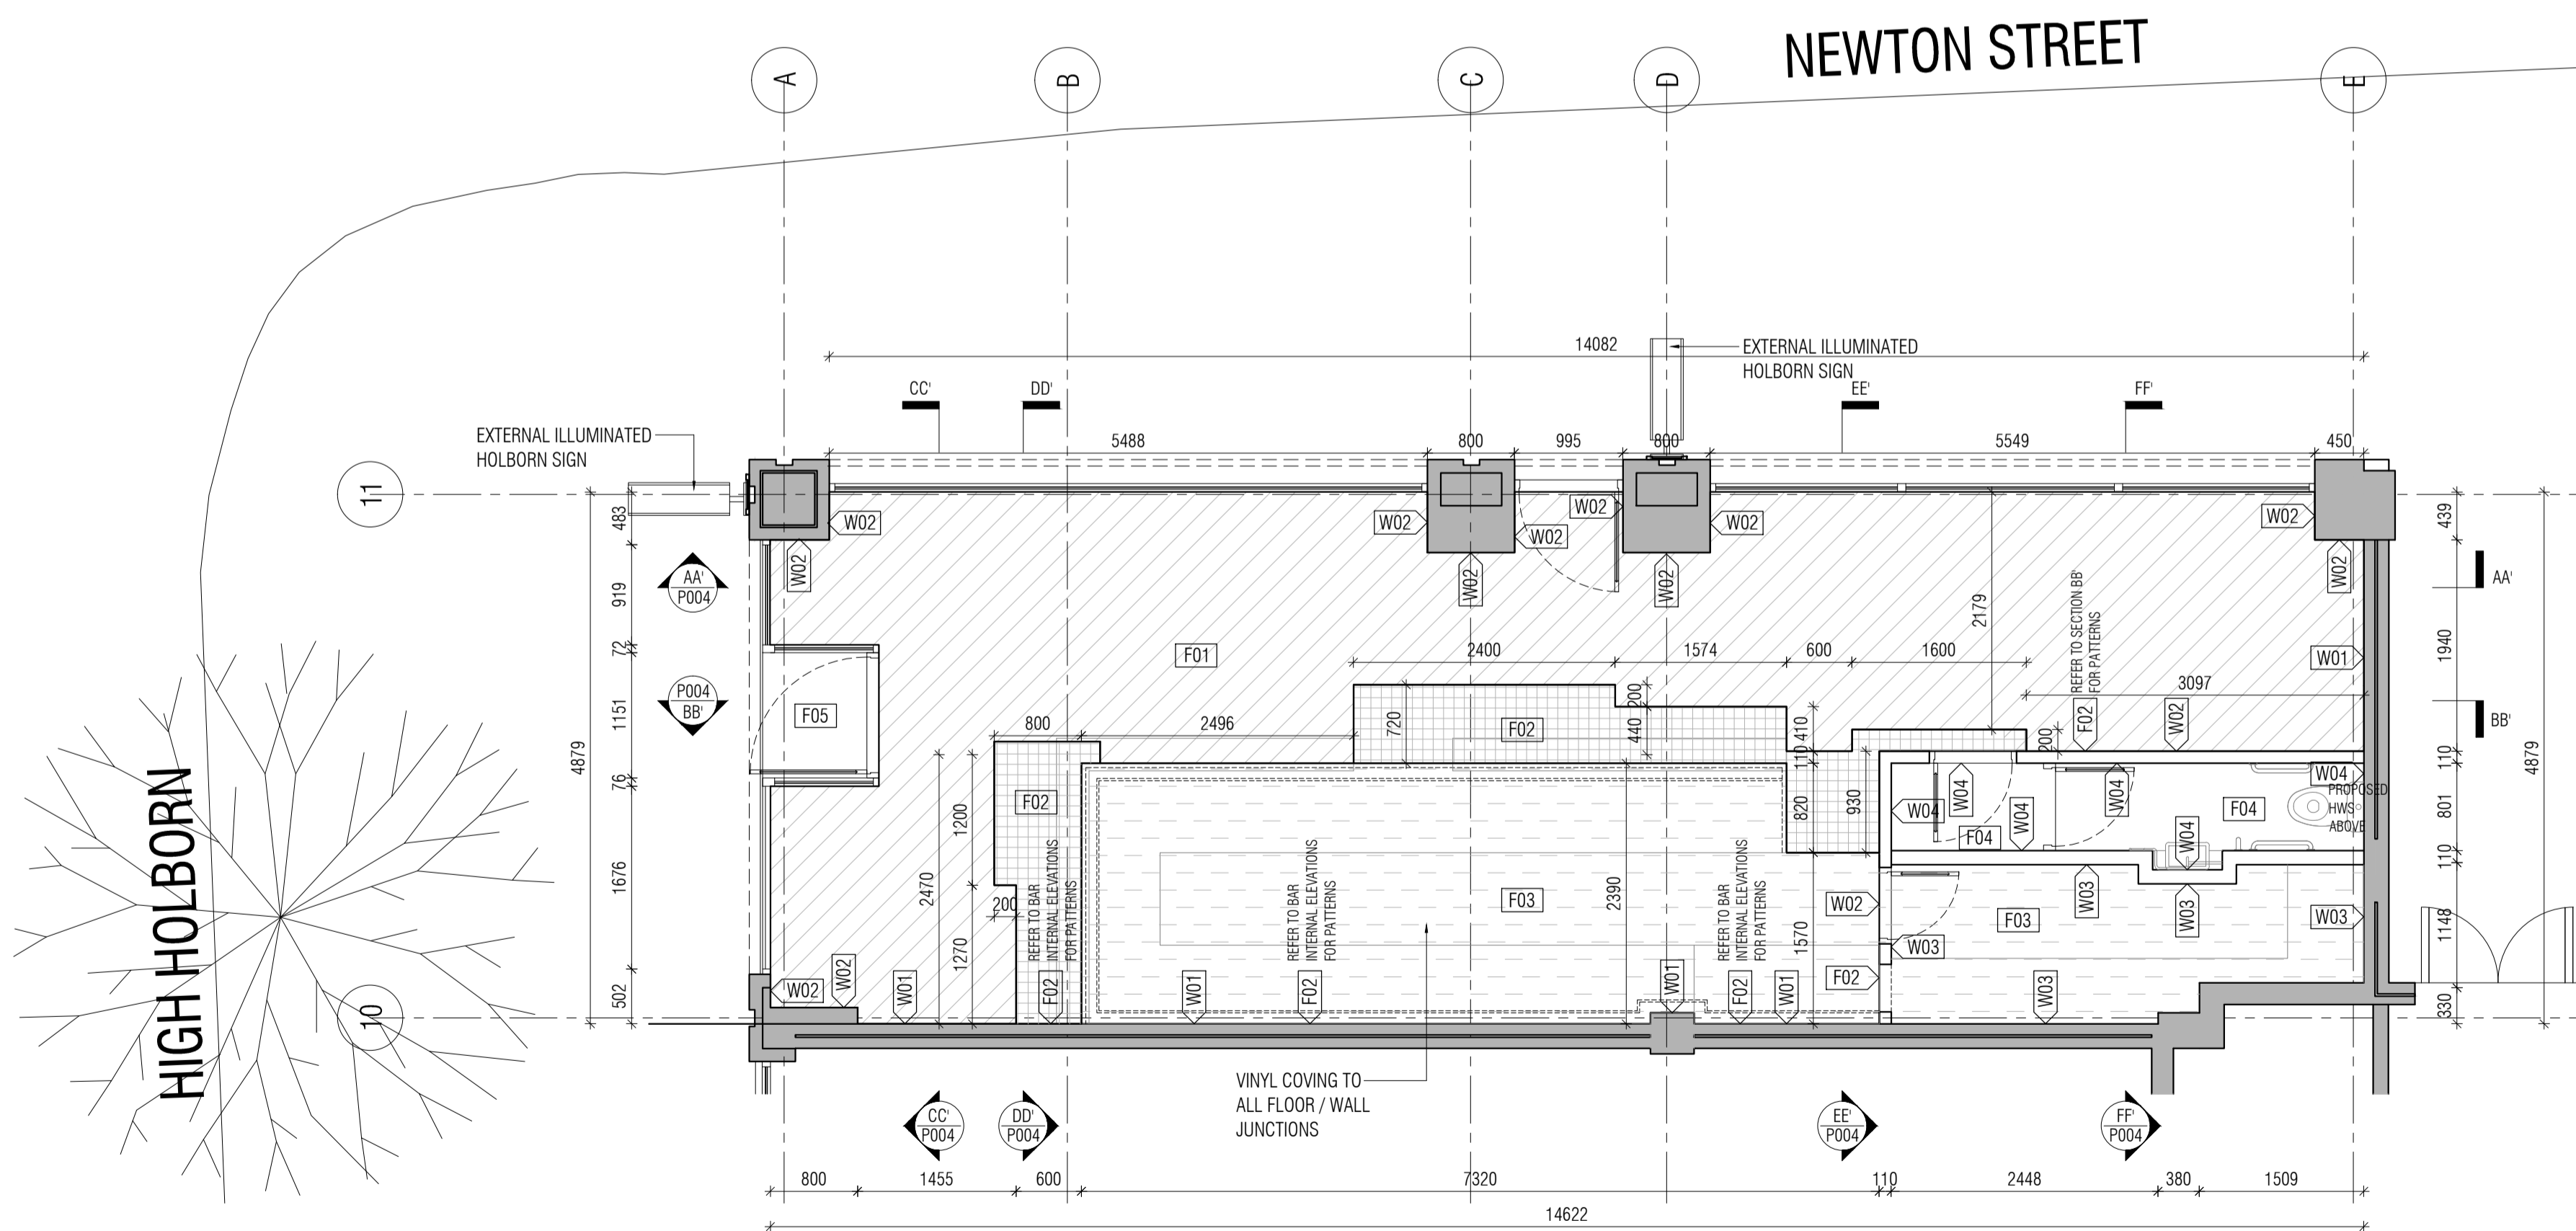 NEWTON STREET
A
B
C
D
E
14082
EXTERNAL ILLUMINATED
HOLBORN SIGN
CC'
DD'
EE'
FF'
EXTERNAL ILLUMINATED
HOLBORN SIGN
5488
800
995
800
5549
450
11
483
W02
W02
W02
W02
W02
W02
439
W02
W02
W02
W02
AA'
P004
919
AA'
2179
REFER TO SECTION BB'
FOR PATTERNS
72
F01
2400
1574
600
1600
W01
1940
3097
P004
BB'
1151
F05
800
2496
720
F02
200
440
410
F02
W02
200
BB'
4879
76
110
110
4879
F02
1200
820
930
W04
W04
W04
W04
W04
F04
W04
F04
PROPOSED
HWS
ABOVE
801
HIGH HOLBORN
1676
2470
200
REFER TO BAR
INTERNAL ELEVATIONS
FOR PATTERNS
REFER TO BAR
INTERNAL ELEVATIONS
FOR PATTERNS
F03
2390
REFER TO BAR
INTERNAL ELEVATIONS
FOR PATTERNS
110
W02
W03
F03
W03
W03
W03
1148
1270
1570
502
W02
W02
W01
F02
W01
F02
W01
F02
W01
F02
W03
330
10
VINYL COVING TO
ALL FLOOR / WALL
JUNCTIONS
CC'
P004
DD'
P004
EE'
P004
FF'
P004
800
1455
600
7320
110
2448
380
1509
14622